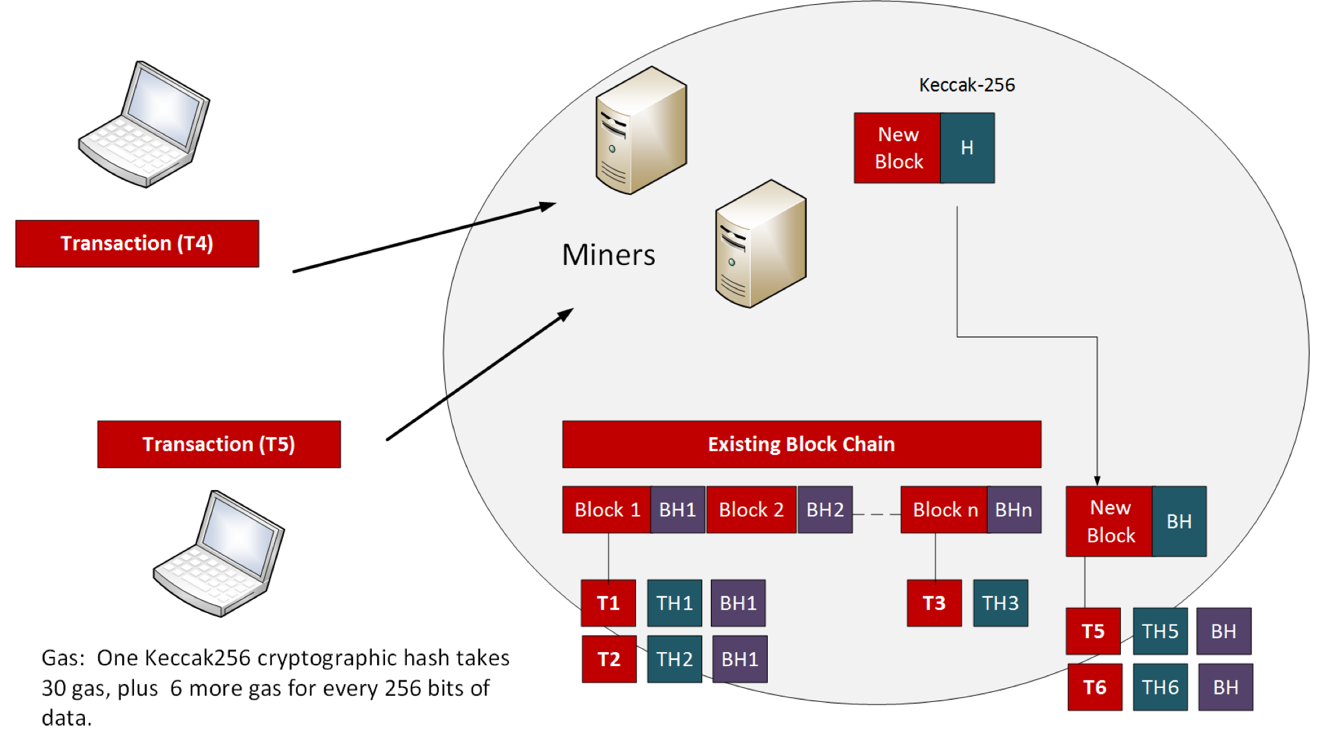 Keccak-256
New
Block
H
Transaction (T4)
Miners
Transaction (T5)
Existing Block Chain
Block 1 BH1 Block 2 BH2 Block n BHn
New
Block
BH
T1 TH1 BH1
T3 TH3
T2 TH2 BH1
T5 TH5 BH
T6 TH6 BH
Gas: One Keccak256 cryptographic hash takes
30 gas, plus 6 more gas for every 256 bits of
data.